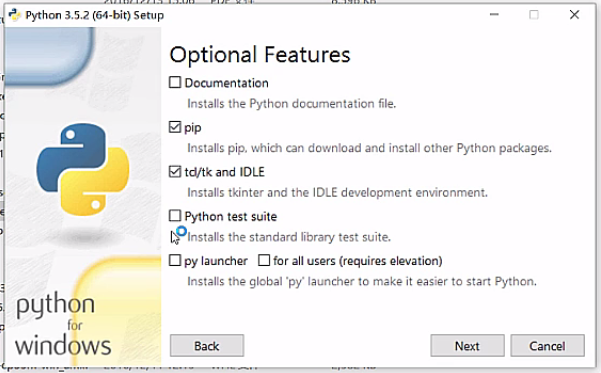 Python 3.5.2 (64-bit) Setup
Optional Features
Documentation
Installs the Python documentation file.
pip
Installs pip, which can download and install other Python packages.
td/tk and IDLE
Installs tkinter and the IDLE development environment.
Python test suite
Installs the standard library test suite.
py launcher for all users (requires elevation)
Installs the global 'py' launcher to make it easier to start Python.
python
for
windows
Back Next Cancel